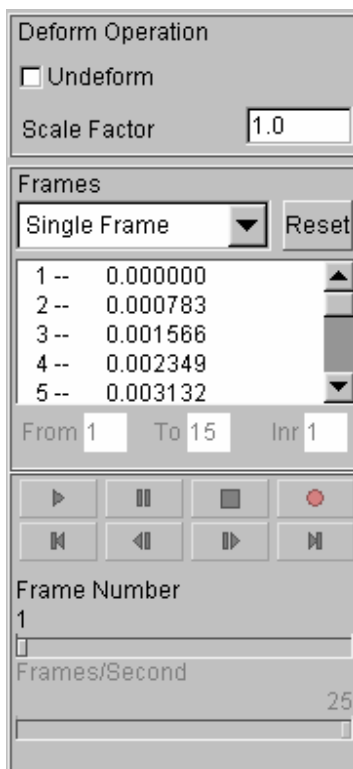 Deform Operation
Undeform
Scale Factor 1.0
Frames
Single Frame Reset
1 -- 0.000000
2 -- 0.000783
3 -- 0.001566
4 -- 0.002349
5 -- 0.003132
From 1 To 15 Inr 1
Frame Number
1
Frames/Second
25